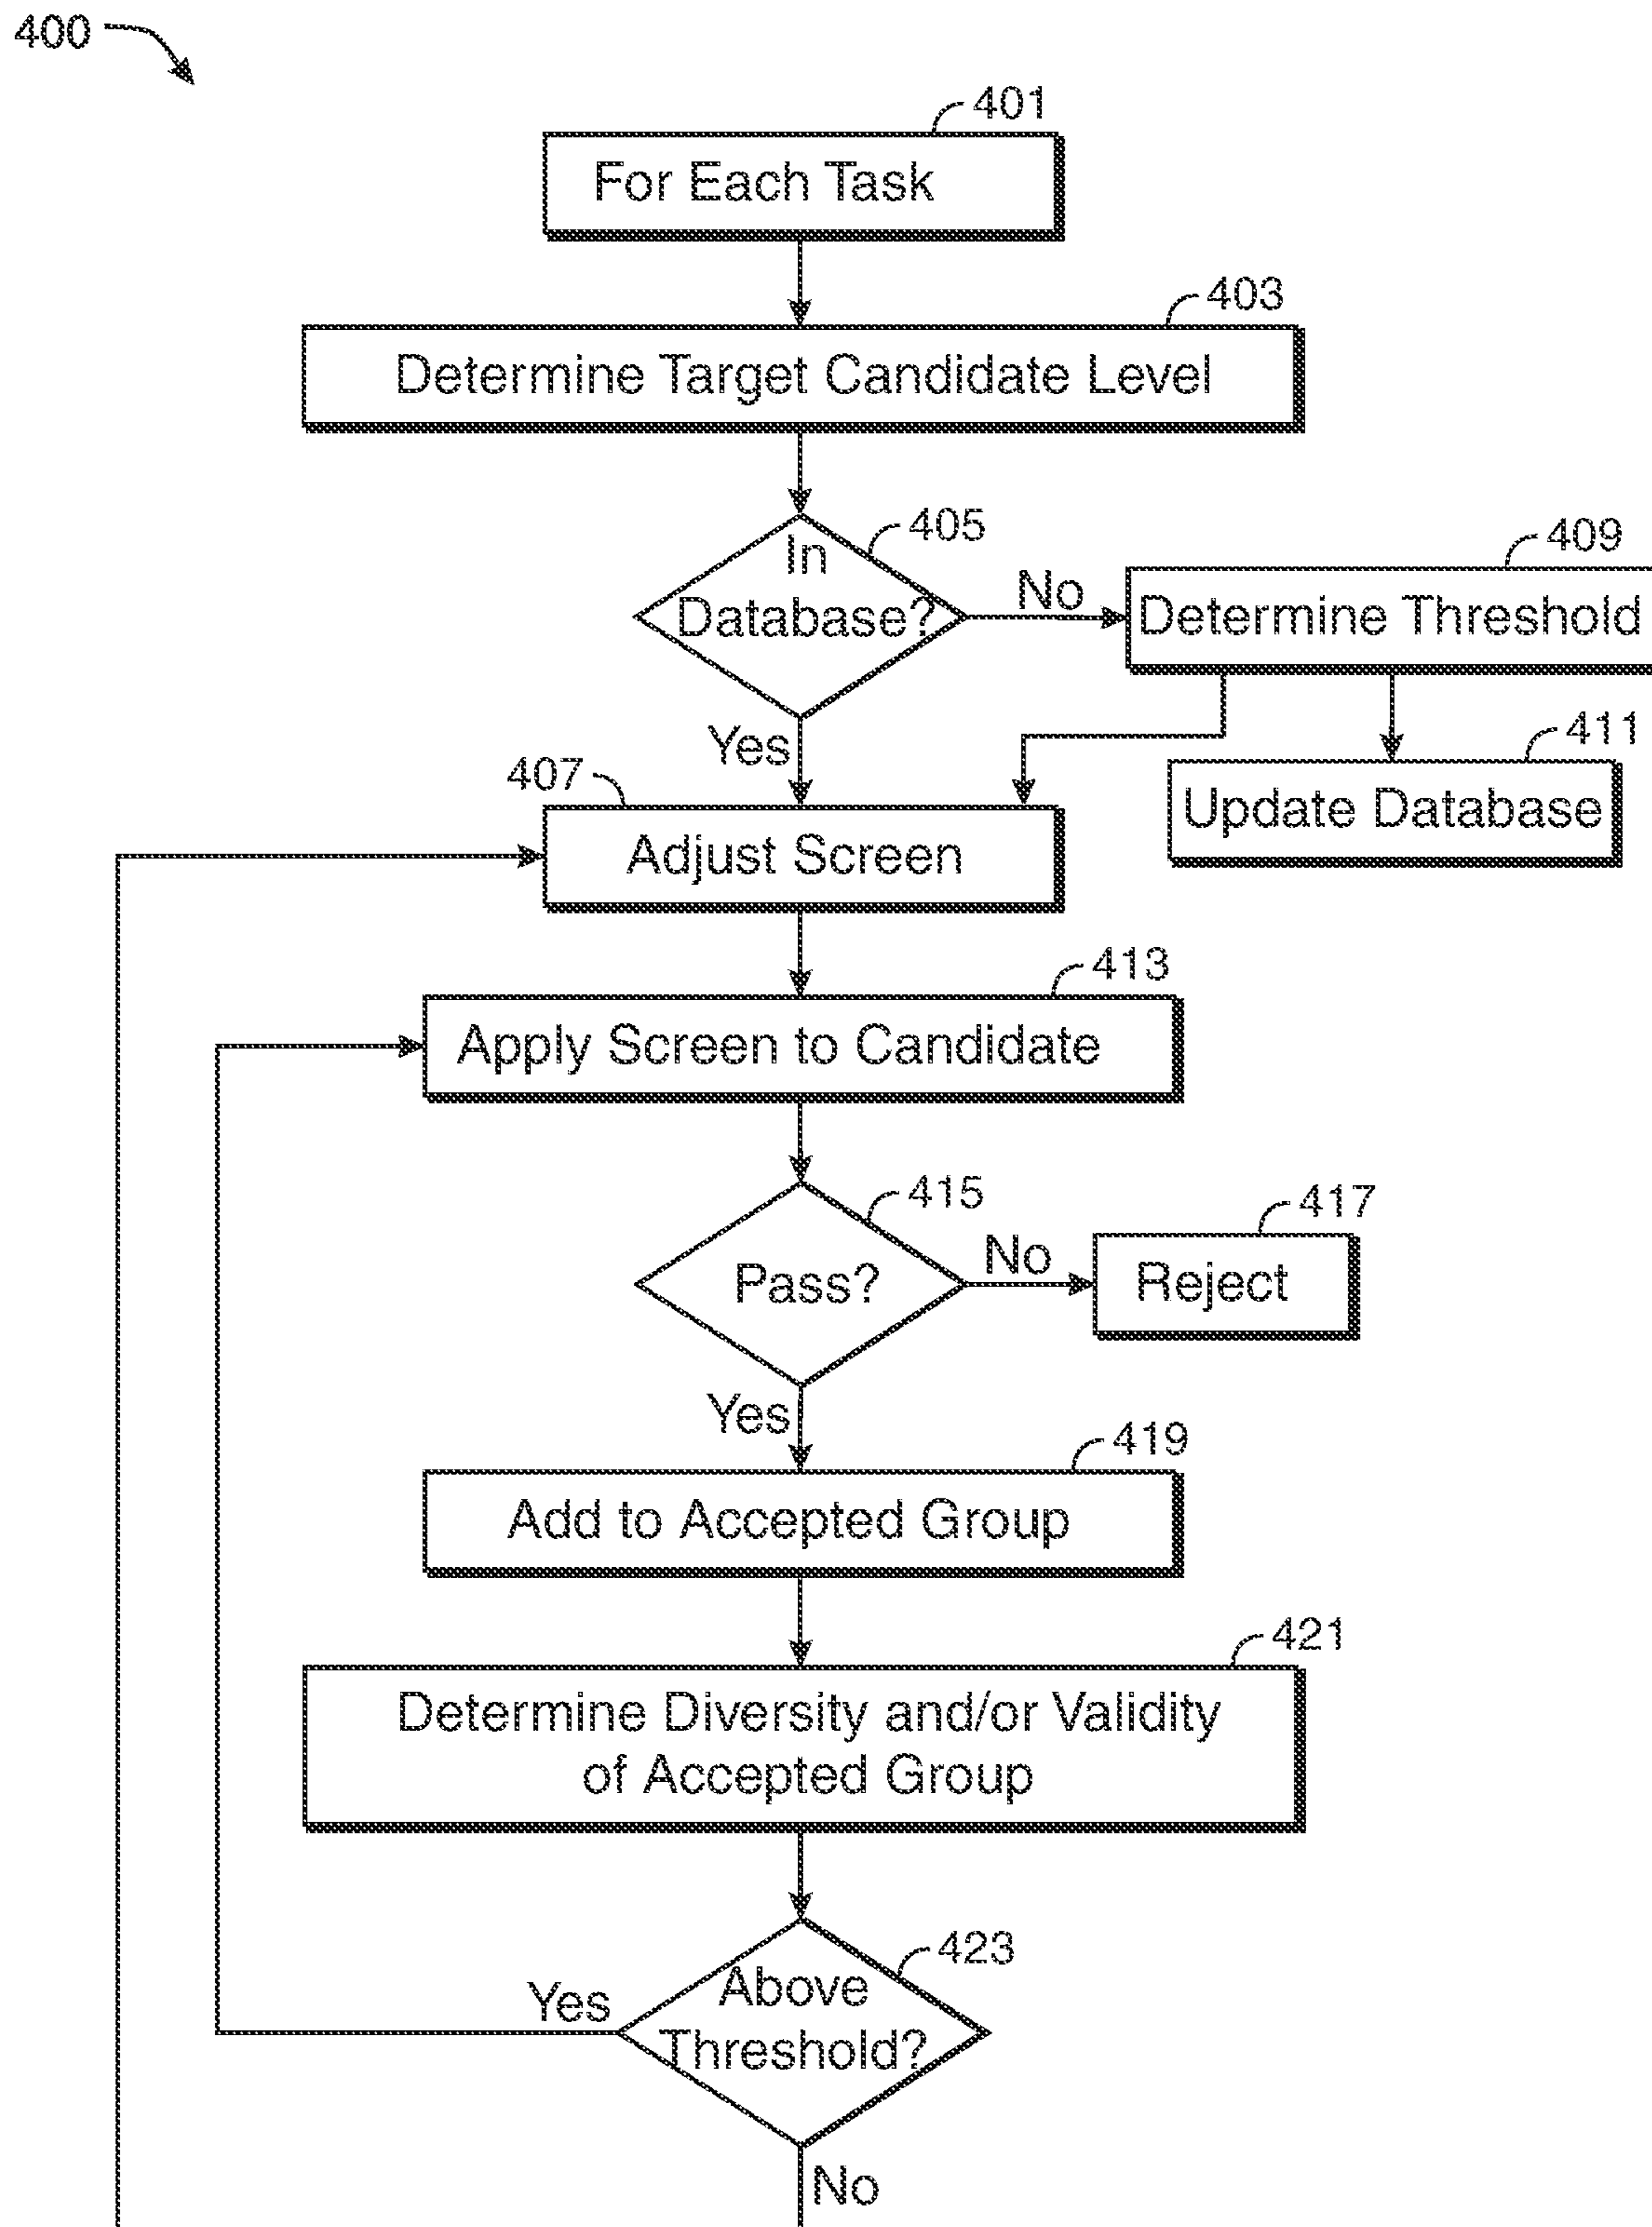 400
401
For Each Task
403
Determine Target Candidate Level
405
In
Database?
No
409
Determine Threshold
Yes
411
Update Database
407
Adjust Screen
413
Apply Screen to Candidate
415
Pass?
No
417
Reject
Yes
419
Add to Accepted Group
421
Determine Diversity and/or Validity
of Accepted Group
423
Above
Threshold?
Yes
No